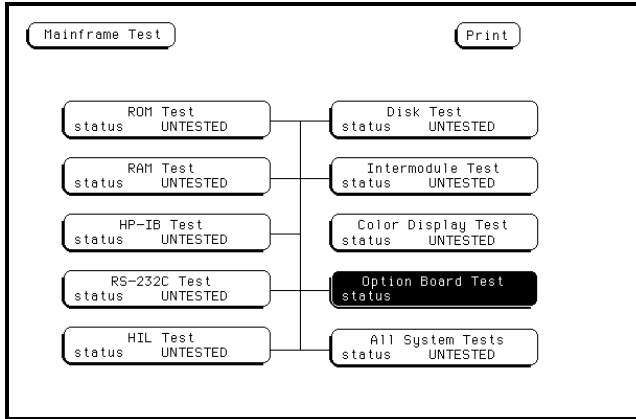 Mainframe Test
Print
ROM Test
status UNTESTED
Disk Test
status UNTESTED
RAM Test
status UNTESTED
Intermodule Test
status UNTESTED
HP-IB Test
status UNTESTED
Color Display Test
status UNTESTED
RS-232C Test
status UNTESTED
Option Board Test
status
HIL Test
status UNTESTED
All System Tests
status UNTESTED